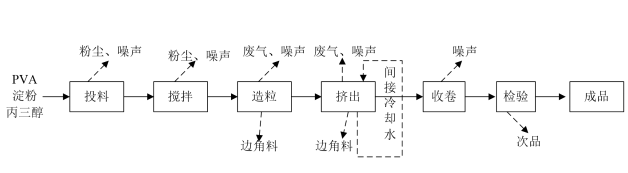 粉尘、噪声
粉尘、噪声
废气、噪声
废气、噪声
噪声
PVA
淀粉
丙三醇
投料
搅拌
造粒
挤出
间接冷却水
收卷
检验
成品
边角料
边角料
次品